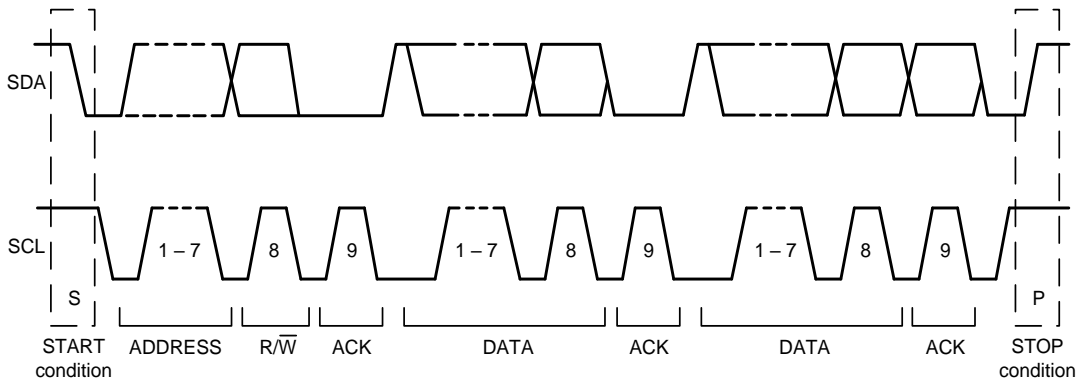 SDA
SCL
1 – 7
8
9
1 – 7
8
9
1 – 7
8
9
S
P
START condition
ADDRESS
R/W̅
ACK
DATA
ACK
DATA
ACK
STOP condition